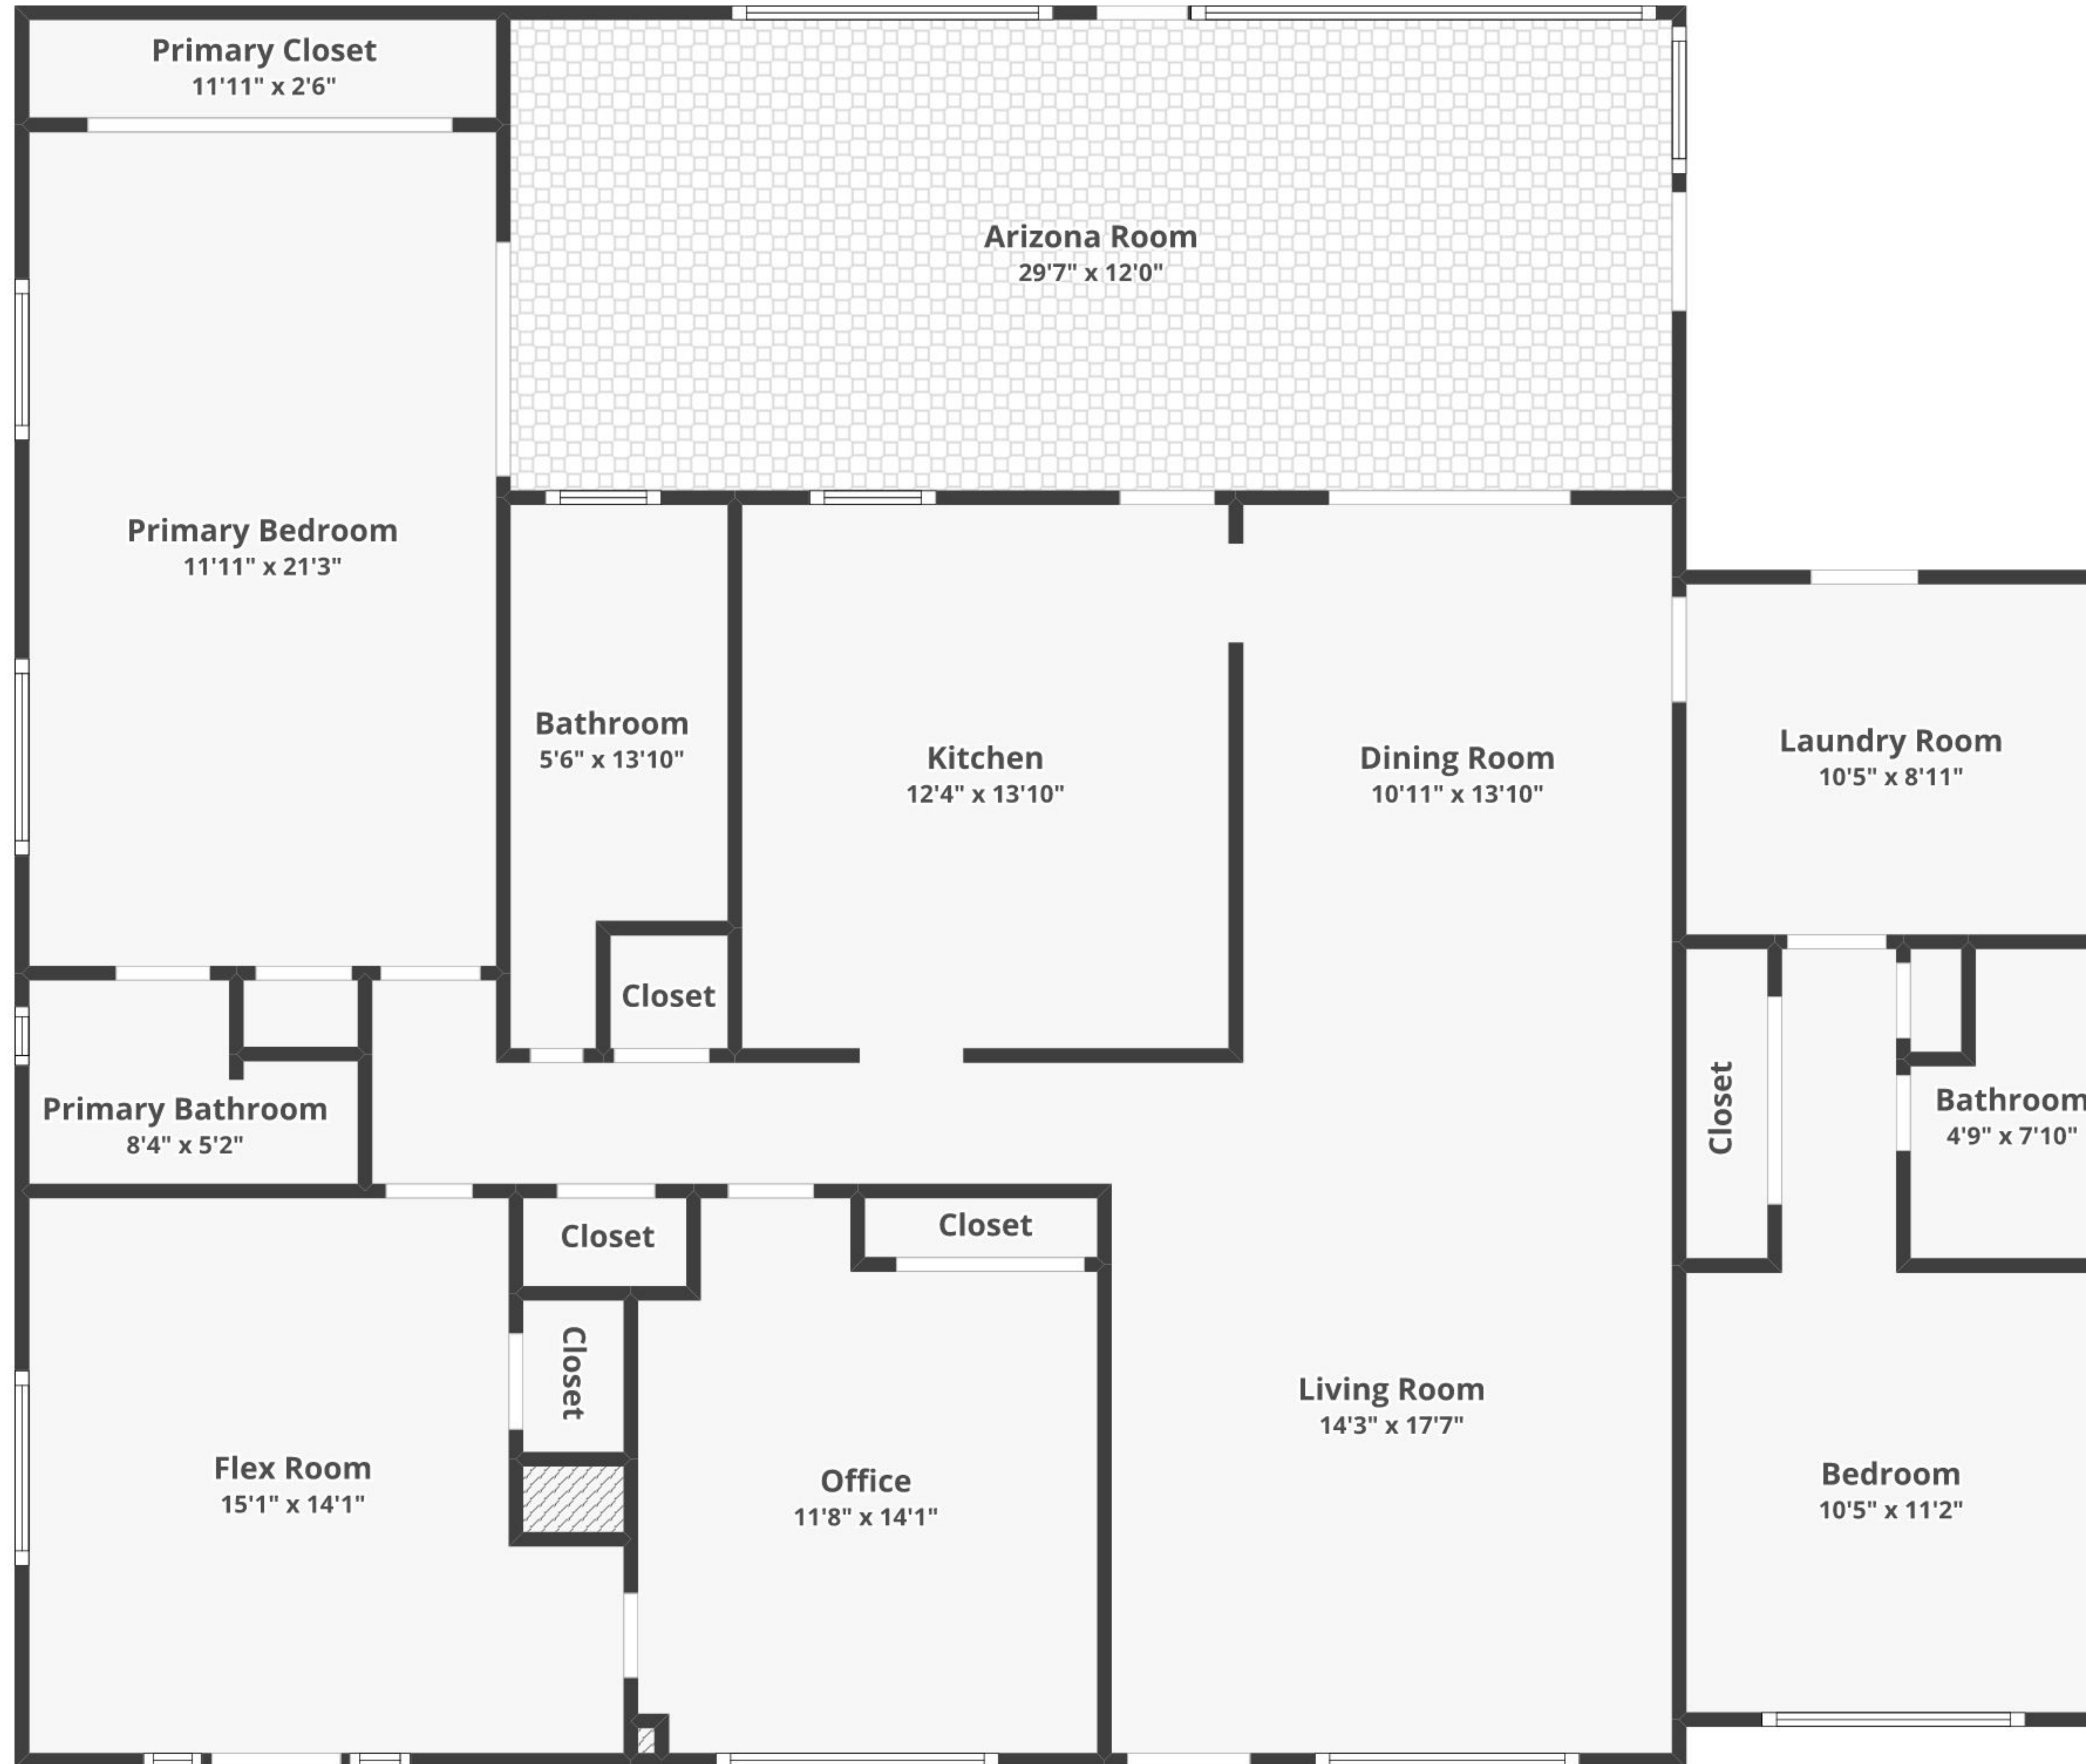 Primary Closet
11'11" x 2'6"
Arizona Room
29'7" x 12'0"
Primary Bedroom
11'11" x 21'3"
Bathroom
5'6" x 13'10"
Kitchen
12'4" x 13'10"
Dining Room
10'11" x 13'10"
Laundry Room
10'5" x 8'11"
Closet
Primary Bathroom
8'4" x 5'2"
Closet
Bathroom
4'9" x 7'10"
Closet
Closet
Closet
Living Room
14'3" x 17'7"
Flex Room
15'1" x 14'1"
Office
11'8" x 14'1"
Bedroom
10'5" x 11'2"